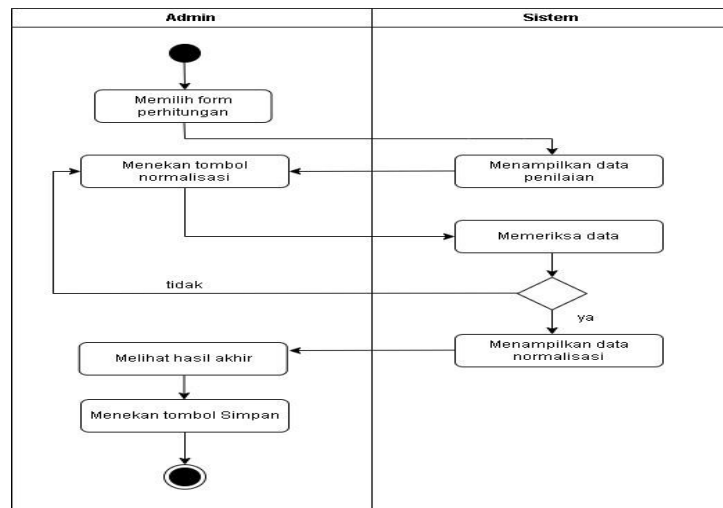 Admin
Sistem
Memilih form
perhitungan
Menekan tombol
normalisasi
Menampilkan data
penilaian
Memeriksa data
tidak
ya
Menampilkan data
normalisasi
Melihat hasil akhir
Menekan tombol Simpan